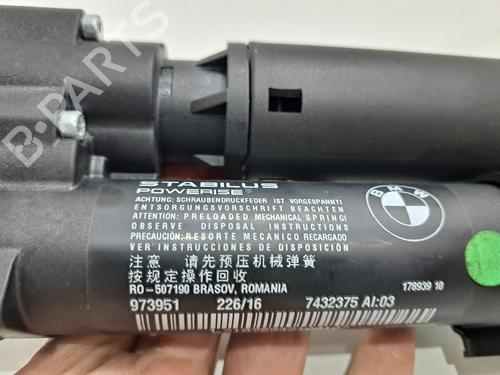 STABILUS
POWERISE®
ACHTUNG: SCHRAUBENDRUCKFEDER IST VORGESPANNT!
ENTSORGUNGSVORSCHRIFT BEACHTEN
ATTENTION: PRELOADED MECHANICAL SPRING!
OBSERVE DISPOSAL INSTRUCTIONS
PRECAUCIÓN: RESORTE MECANICO RECARGADO
VER INSTRUCCIONES DE DISPOSICIÓN
注意 请先预压机械弹簧
按规定操作回收
RO-507190 BRASOV, ROMANIA
973951 226/16 7432375 AI:03
BMW
178939 10
B-PARTS